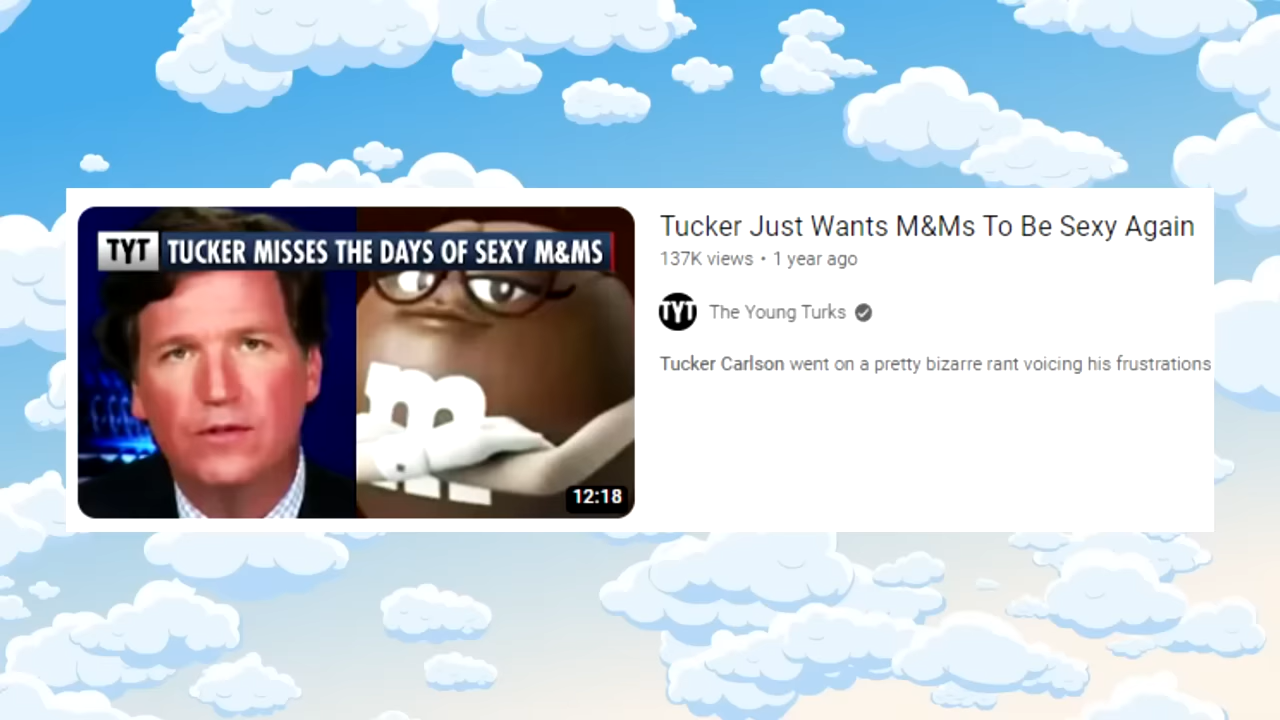 TYT TUCKER MISSES THE DAYS OF SEXY M&MS
m
12:18
Tucker Just Wants M&Ms To Be Sexy Again
137K views • 1 year ago
TYT The Young Turks
Tucker Carlson went on a pretty bizarre rant voicing his frustrations